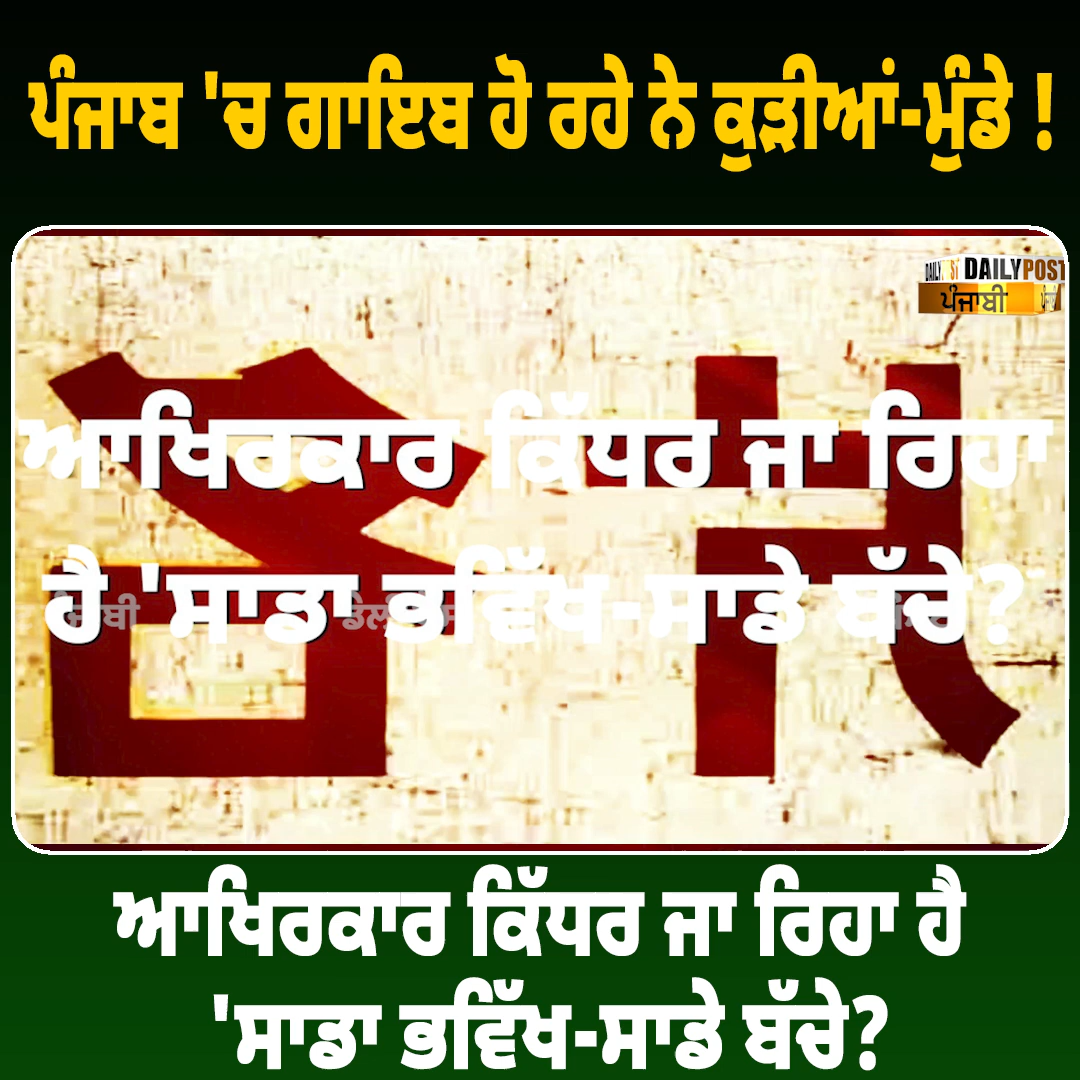 ਪੰਜਾਬ 'ਚ ਗਾਇਬ ਹੋ ਰਹੇ ਨੇ ਕੁੜੀਆਂ-ਮੁੰਡੇ !
DAILYPOST
ਪੰਜਾਬੀ
ਆਖਿਰਕਾਰ ਕਿੱਧਰ ਜਾ ਰਿਹਾ
ਹੈ 'ਸਾਡਾ ਭਵਿੱਖ-ਸਾਡੇ ਬੱਚੇ?
ਆਖਿਰਕਾਰ ਕਿੱਧਰ ਜਾ ਰਿਹਾ ਹੈ
'ਸਾਡਾ ਭਵਿੱਖ-ਸਾਡੇ ਬੱਚੇ?